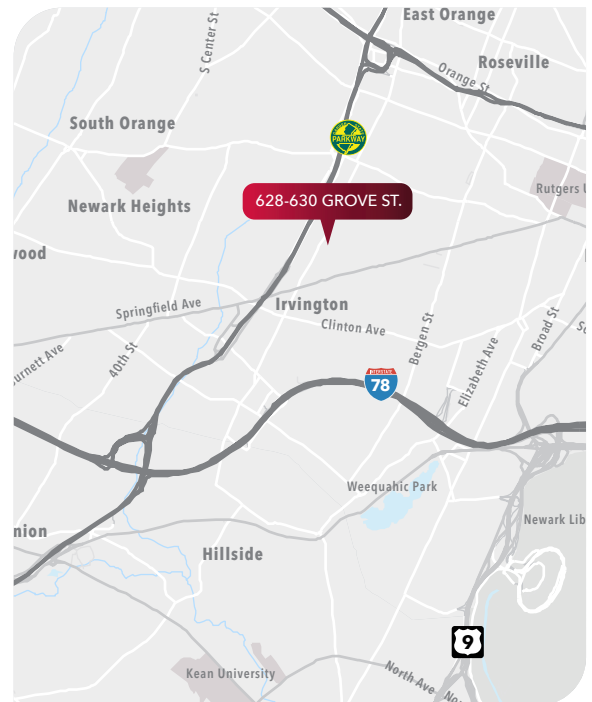 East Orange
S Center St
Roseville
Orange St
PARKWAY
South Orange
Rutgers U
Newark Heights
628-630 GROVE ST.
wood
Irvington
Springfield Ave
Clinton Ave
Bergen St
Broad St
Elizabeth Ave
40th St
urnett Ave
78
Weequahic Park
Newark Lib
nion
Hillside
9
Kean University
North Ave
No